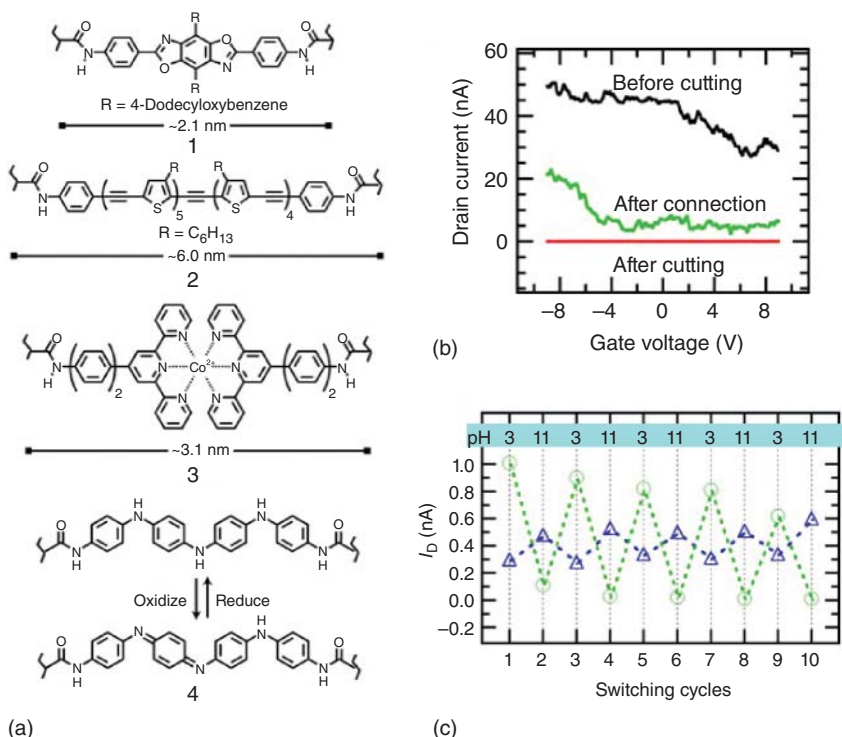 R
O
N
O
O
N
H
O
N
N
H
O
R
R = 4-Dodecyloxybenzene
~2.1 nm
1
R
R
O
N
H
S
5
S
4
N
H
O
R = C₆H₁₃
~6.0 nm
2
O
N
H
2
N
N
N
Co²⁺
N
N
N
2
N
H
O
~3.1 nm
3
H
H
O
N
N
O
N
H
N
H
N
H
Oxidize
Reduce
H
O
N
N
O
N
H
N
N
H
4
(a)
60
40
20
0
Drain current (nA)
Before cutting
After connection
After cutting
−8 −4 0 4 8
Gate voltage (V)
(b)
pH 3 11 3 11 3 11 3 11 3 11
1.0
0.8
0.6
0.4
0.2
0.0
−0.2
I_D (nA)
1 2 3 4 5 6 7 8 9 10
Switching cycles
(c)